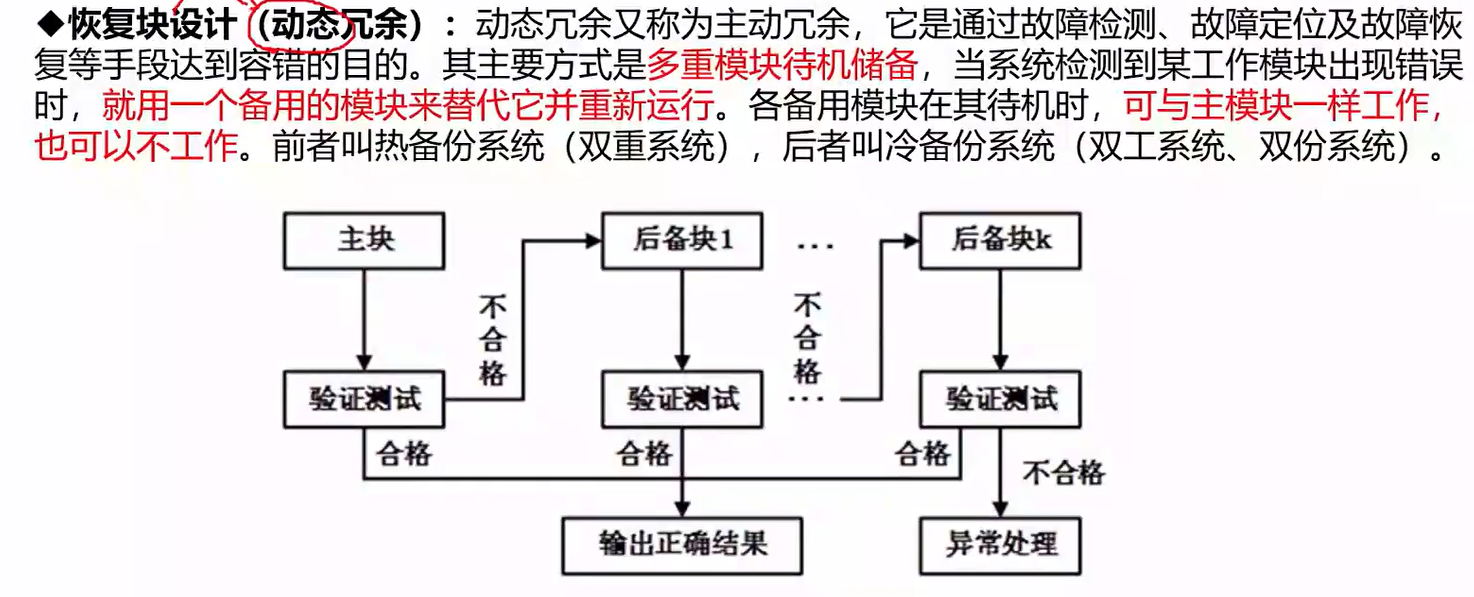 ◆恢复块设计（动态冗余）：动态冗余又称为主动冗余，它是通过故障检测、故障定位及故障恢
复等手段达到容错的目的。其主要方式是多重模块待机储备，当系统检测到某工作模块出现错误
时，就用一个备用的模块来替代它并重新运行。各备用模块在其待机时，可与主模块一样工作，
也可以不工作。前者叫热备份系统（双重系统），后者叫冷备份系统（双工系统、双份系统）。
主块
后备块1
...
后备块k
不合格
不合格
验证测试
验证测试
...
验证测试
合格
合格
合格
不合格
输出正确结果
异常处理